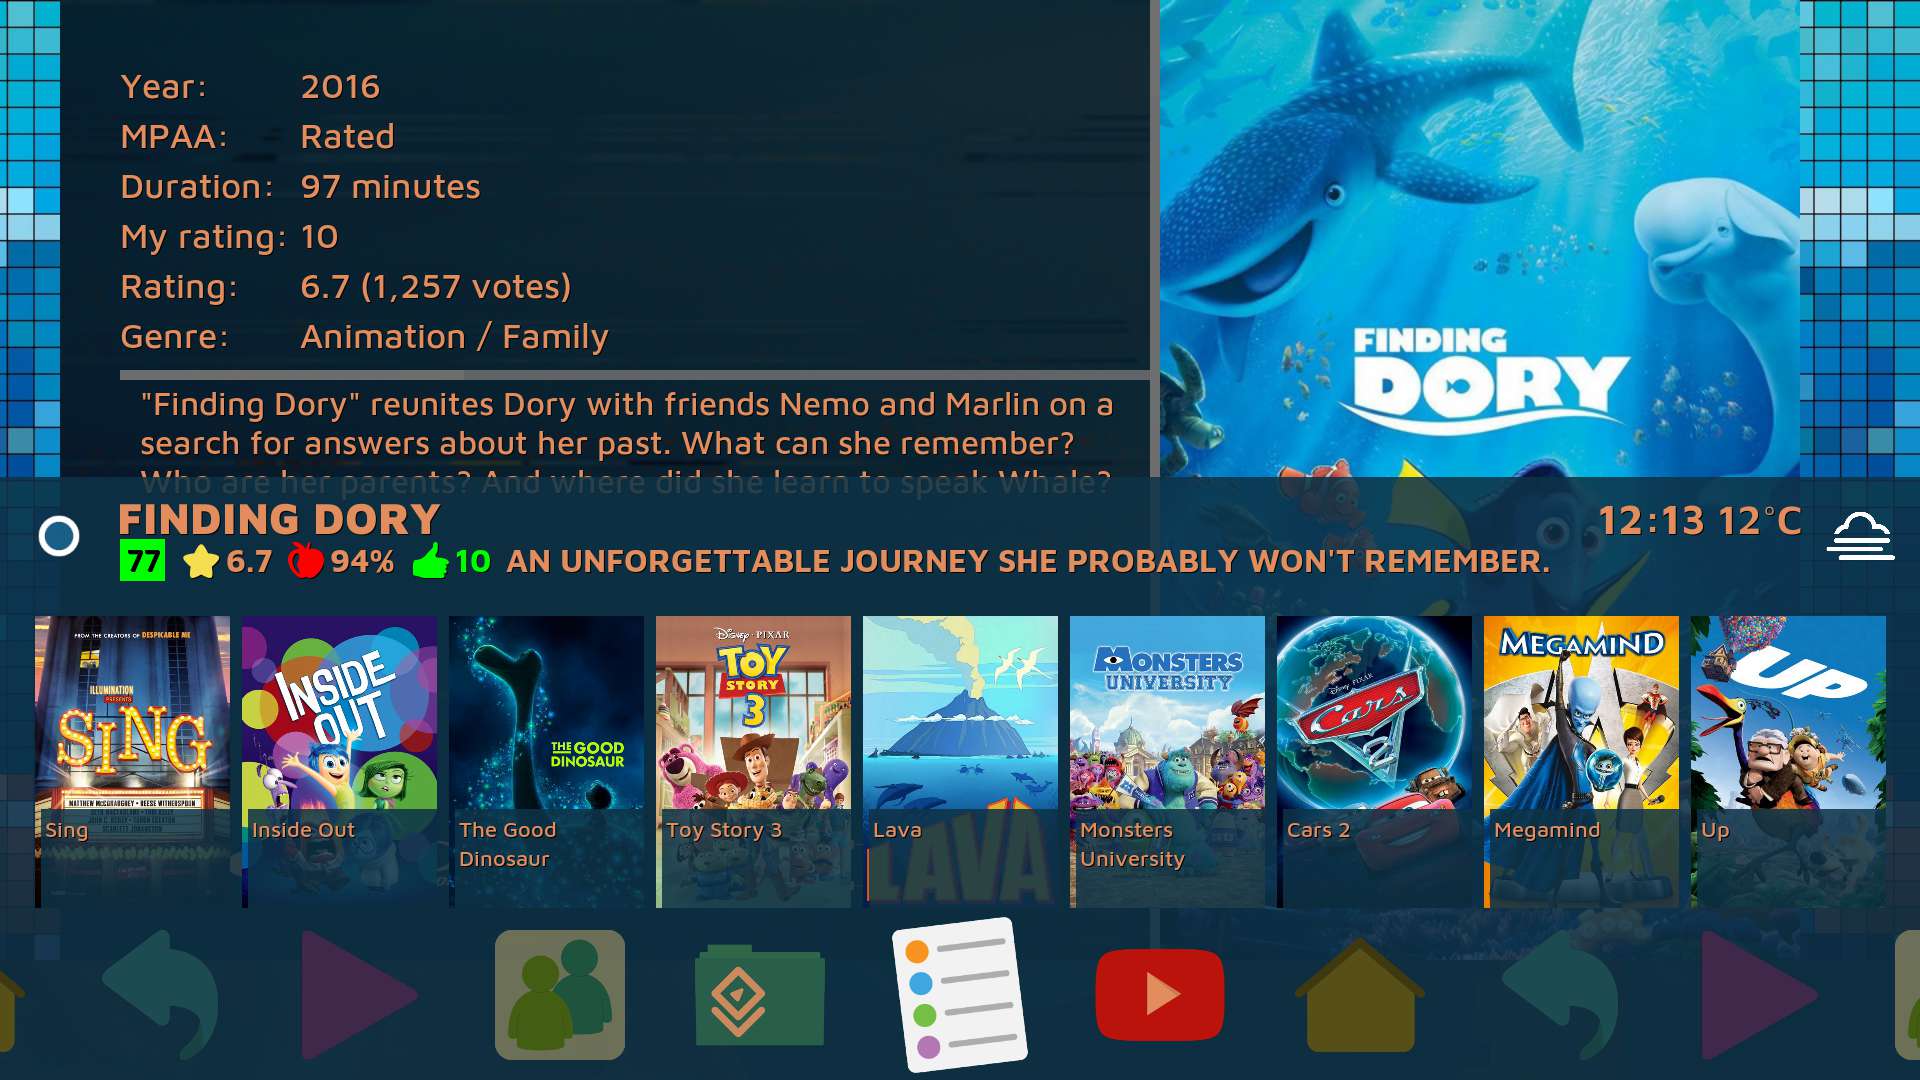 Year: 2016
MPAA: Rated
Duration: 97 minutes
My rating: 10
Rating: 6.7 (1,257 votes)
Genre: Animation / Family
"Finding Dory" reunites Dory with friends Nemo and Marlin on a
search for answers about her past. What can she remember?
Who are her parents? And where did she learn to speak Whale?
FINDING
DORY
FINDING DORY
12:13 12°C
77 6.7 94% 10 AN UNFORGETTABLE JOURNEY SHE PROBABLY WON'T REMEMBER.
FROM THE CREATORS OF DESPICABLE ME
ILLUMINATION
PRESENTS
SING
MATTHEW McCONAUGHEY • REESE WITHERSPOON
SETH MACFARLANE
SCARLETT JOHANSSON
Sing
INSIDE
OUT
Inside Out
THE GOOD
DINOSAUR
The Good
Dinosaur
DISNEY • PIXAR
TOY
STORY
3
Toy Story 3
LAVA
Lava
MONSTERS
UNIVERSITY
Monsters
University
DISNEY PIXAR
Cars
2
Cars 2
MEGAMIND
Megamind
UP
Up